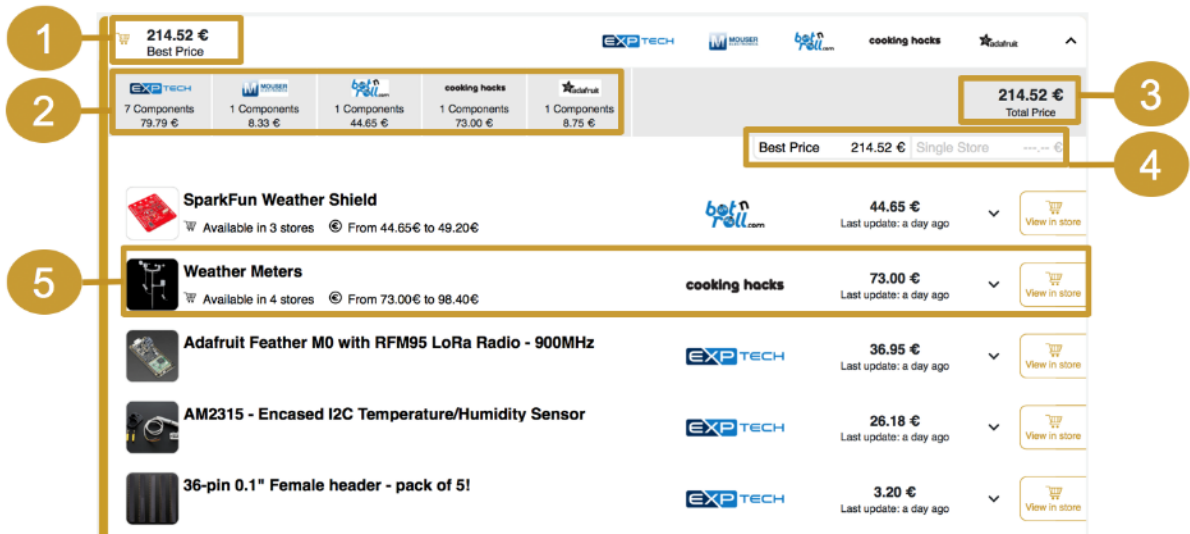 1
214.52 €
Best Price
EXP TECH
MOUSER ELECTRONICS
bot n roll.com
cooking hacks
adafruit
2
EXP TECH
MOUSER ELECTRONICS
bot n roll.com
cooking hacks
adafruit
7 Components
1 Components
1 Components
1 Components
1 Components
79.79 €
8.33 €
44.65 €
73.00 €
8.75 €
214.52 €
Total Price
3
Best Price 214.52 € Single Store ---.-- €
4
SparkFun Weather Shield
Available in 3 stores € From 44.65€ to 49.20€
bot n roll.com
44.65 €
Last update: a day ago
View in store
5
Weather Meters
Available in 4 stores € From 73.00€ to 98.40€
cooking hacks
73.00 €
Last update: a day ago
View in store
Adafruit Feather M0 with RFM95 LoRa Radio - 900MHz
EXP TECH
36.95 €
Last update: a day ago
View in store
AM2315 - Encased I2C Temperature/Humidity Sensor
EXP TECH
26.18 €
Last update: a day ago
View in store
36-pin 0.1" Female header - pack of 5!
EXP TECH
3.20 €
Last update: a day ago
View in store